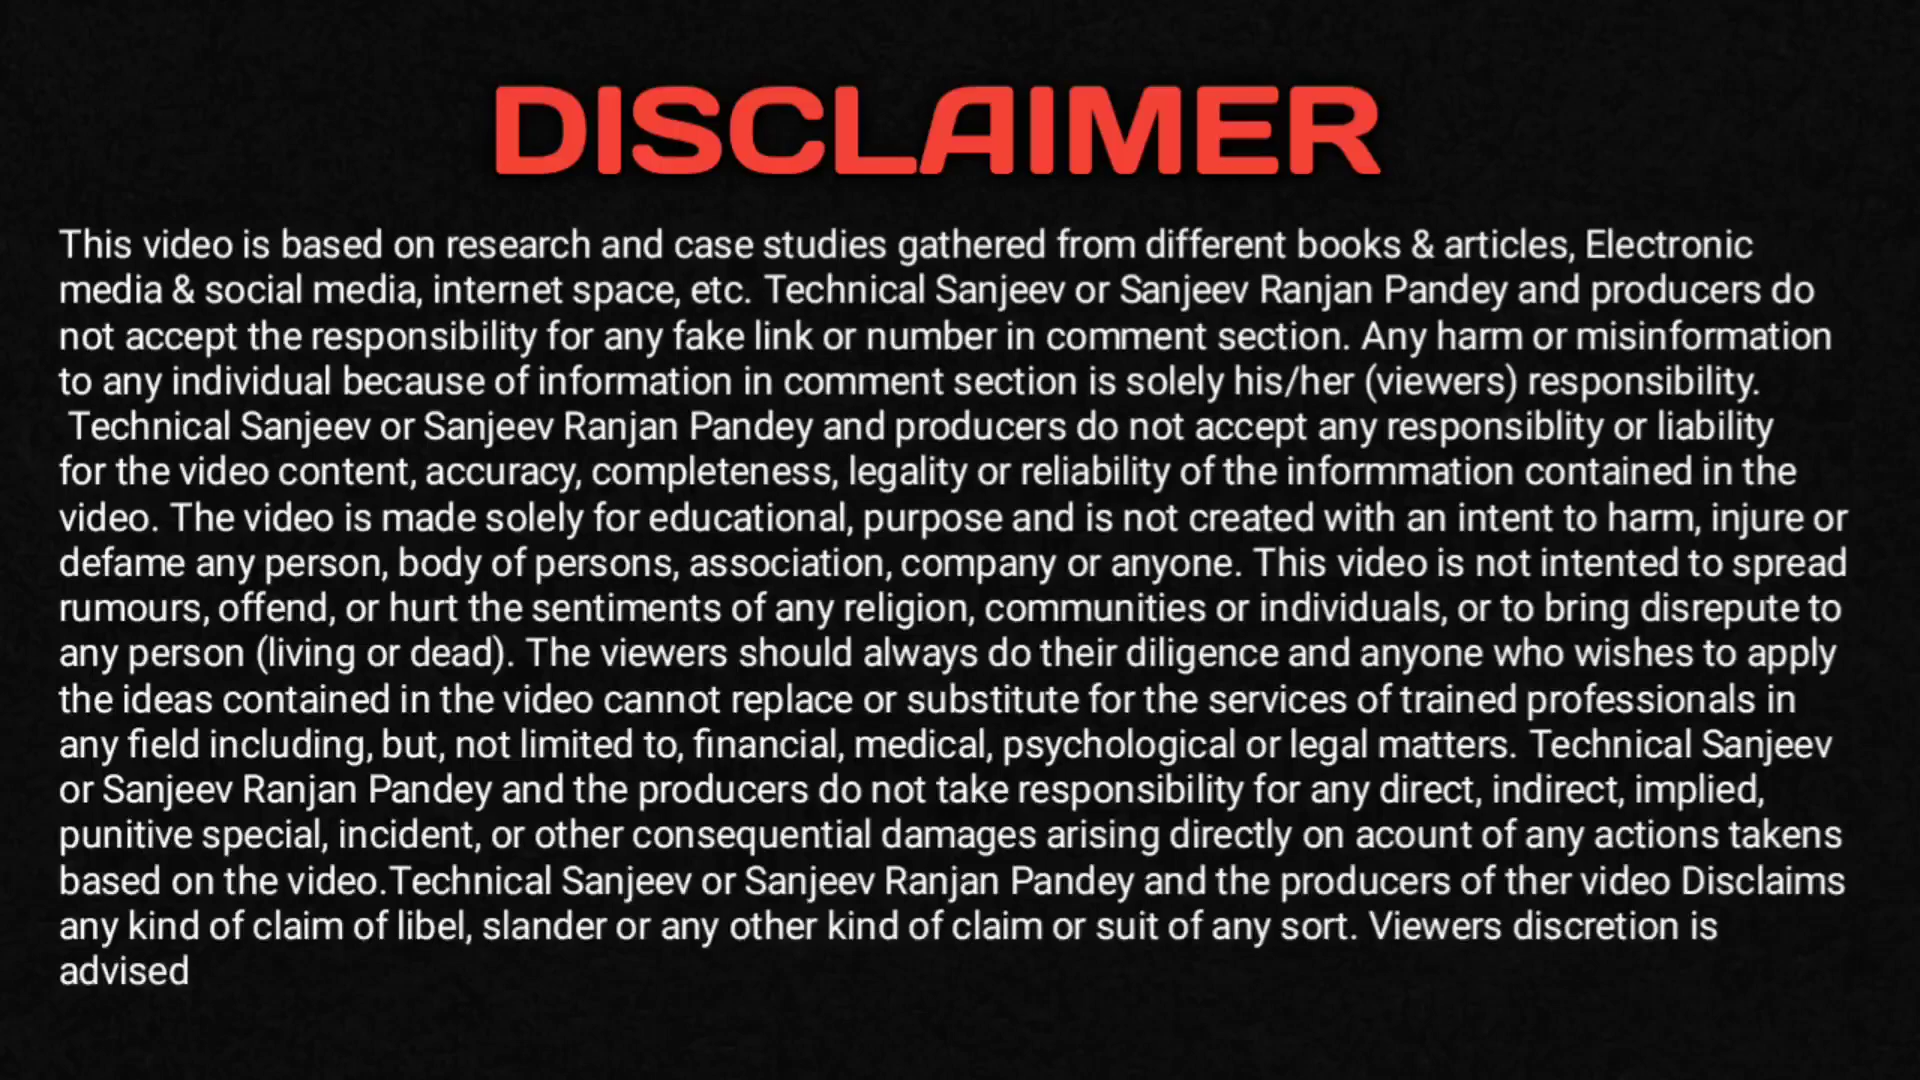 DISCLAIMER
This video is based on research and case studies gathered from different books & articles, Electronic
media & social media, internet space, etc. Technical Sanjeev or Sanjeev Ranjan Pandey and producers do
not accept the responsibility for any fake link or number in comment section. Any harm or misinformation
to any individual because of information in comment section is solely his/her (viewers) responsibility.
Technical Sanjeev or Sanjeev Ranjan Pandey and producers do not accept any responsiblity or liability
for the video content, accuracy, completeness, legality or reliability of the informmation contained in the
video. The video is made solely for educational, purpose and is not created with an intent to harm, injure or
defame any person, body of persons, association, company or anyone. This video is not intented to spread
rumours, offend, or hurt the sentiments of any religion, communities or individuals, or to bring disrepute to
any person (living or dead). The viewers should always do their diligence and anyone who wishes to apply
the ideas contained in the video cannot replace or substitute for the services of trained professionals in
any field including, but, not limited to, financial, medical, psychological or legal matters. Technical Sanjeev
or Sanjeev Ranjan Pandey and the producers do not take responsibility for any direct, indirect, implied,
punitive special, incident, or other consequential damages arising directly on acount of any actions takens
based on the video.Technical Sanjeev or Sanjeev Ranjan Pandey and the producers of ther video Disclaims
any kind of claim of libel, slander or any other kind of claim or suit of any sort. Viewers discretion is
advised